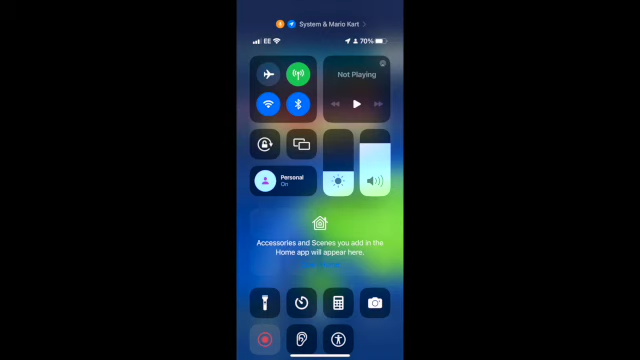 System & Mario Kart
EE 70%
Not Playing
Personal
On
Accessories and Scenes you add in the
Home app will appear here.